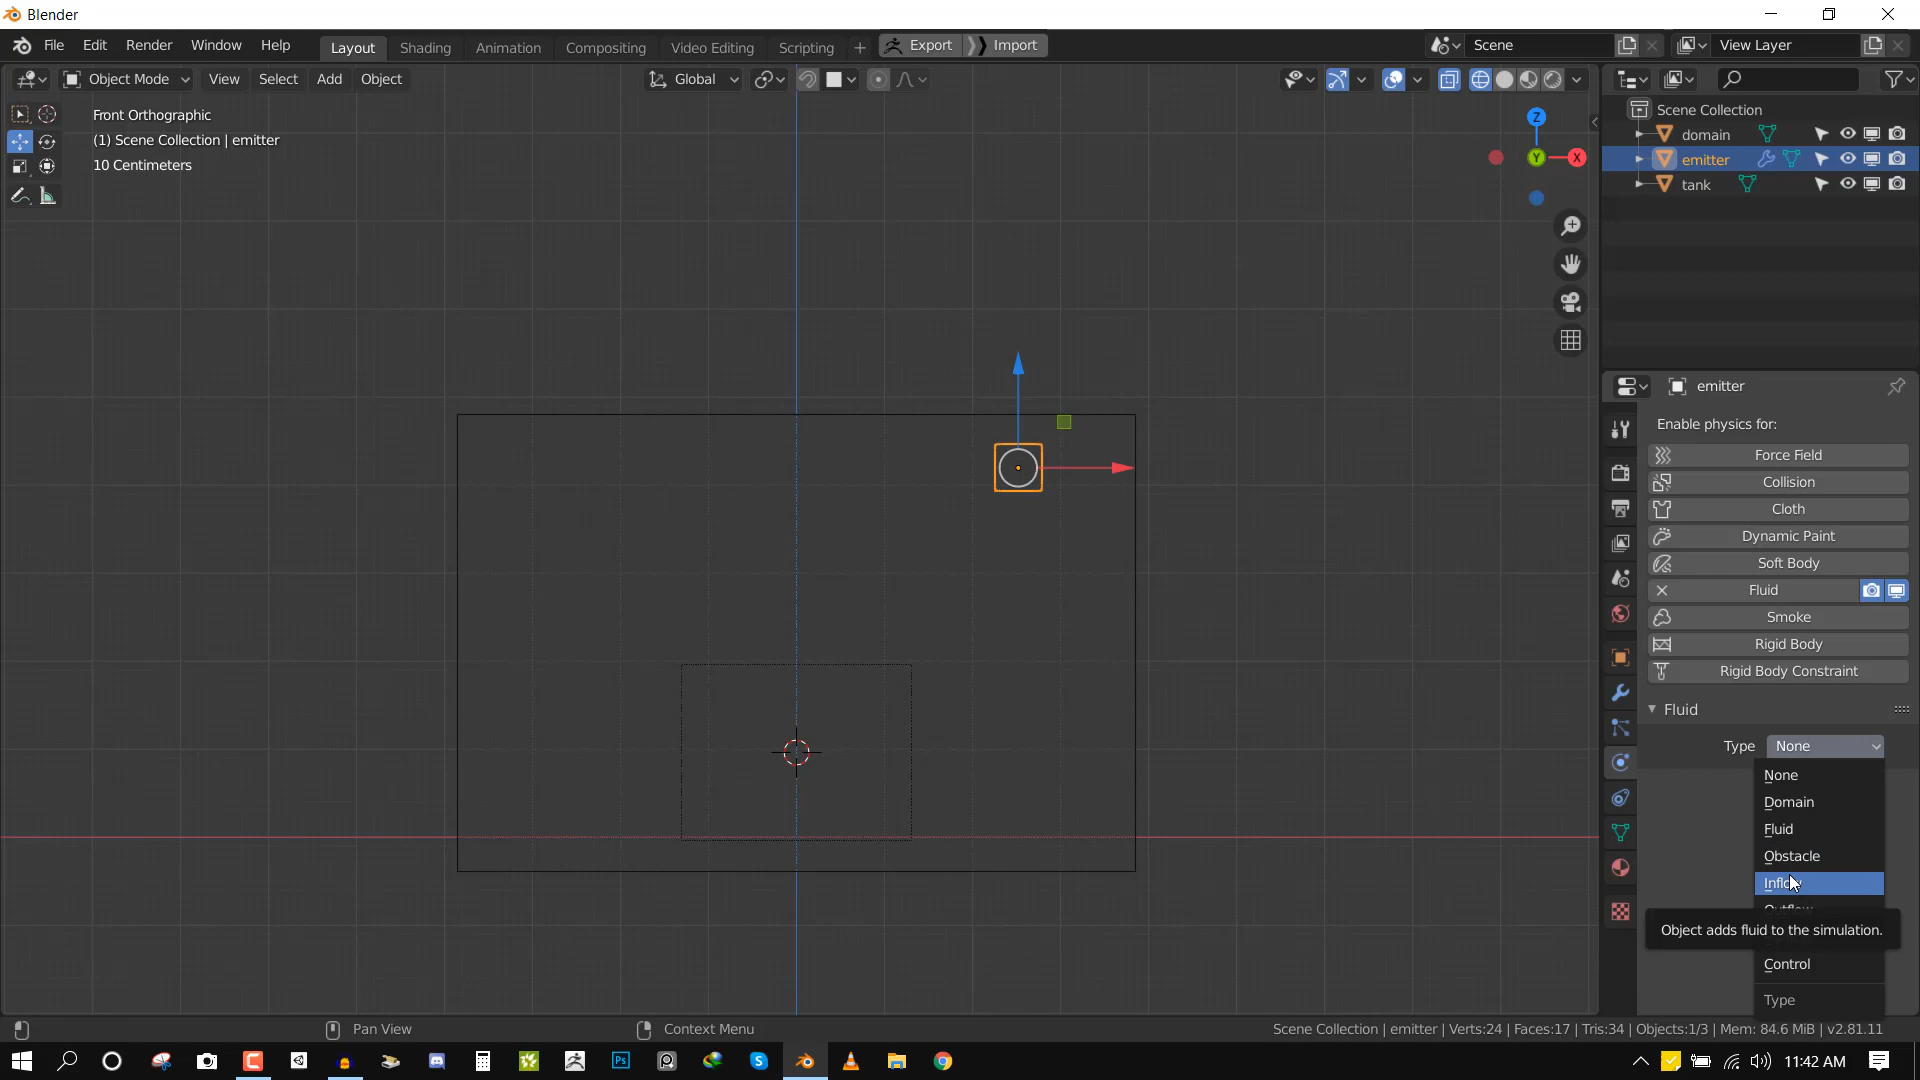 Blender
File Edit Render Window Help Layout Shading Animation Compositing Video Editing Scripting + Export Import Scene View Layer
Object Mode View Select Add Object Global
Front Orthographic
(1) Scene Collection | emitter
10 Centimeters
Z
Y
X
Scene Collection
domain
emitter
tank
emitter
Enable physics for:
Force Field
Collision
Cloth
Dynamic Paint
Soft Body
Fluid
Smoke
Rigid Body
Rigid Body Constraint
Fluid
Type None
None
Domain
Fluid
Obstacle
Object adds fluid to the simulation.
Control
Type
Pan View Context Menu Scene Collection | emitter | Verts:24 | Faces:17 | Tris:34 | Objects:1/3 | Mem: 84.6 MiB | v2.81.11
Ps
11:42 AM